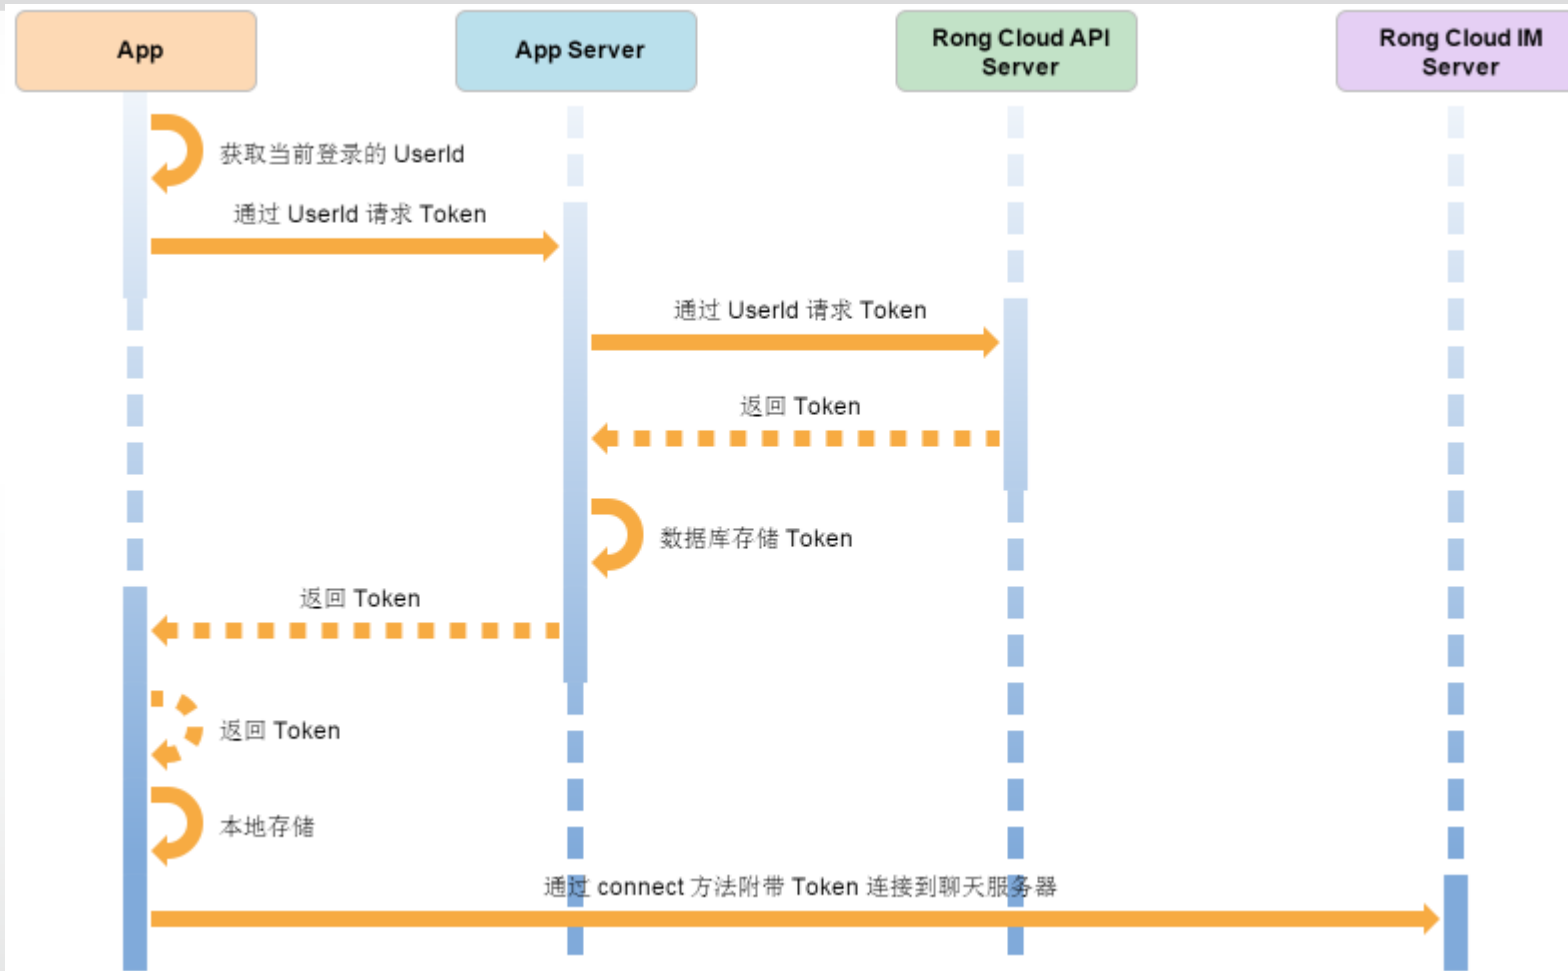 App
App Server
Rong Cloud API
Server
Rong Cloud IM
Server
获取当前登录的 UserId
通过 UserId 请求 Token
通过 UserId 请求 Token
返回 Token
数据库存储 Token
返回 Token
返回 Token
本地存储
通过 connect 方法附带 Token 连接到聊天服务器